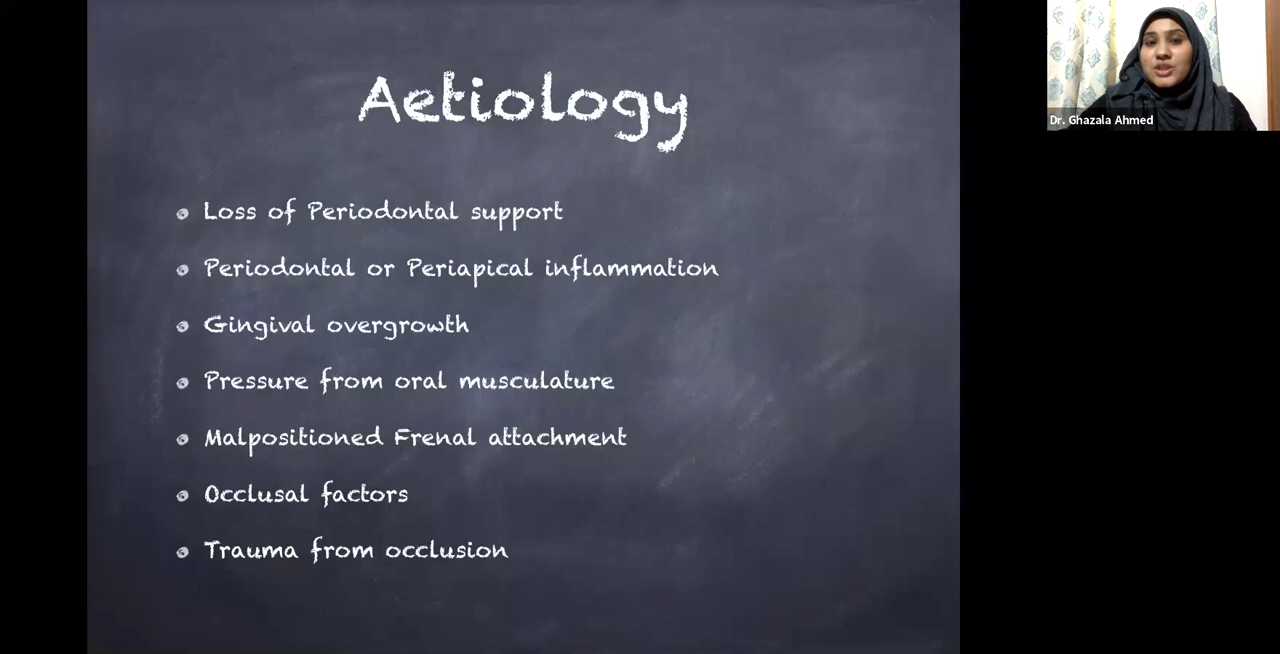 Aetiology
Loss of Periodontal support
Periodontal or Periapical inflammation
Gingival overgrowth
Pressure from oral musculature
Malpositioned Frenal attachment
Occlusal factors
Trauma from occlusion
Dr. Ghazala Ahmed